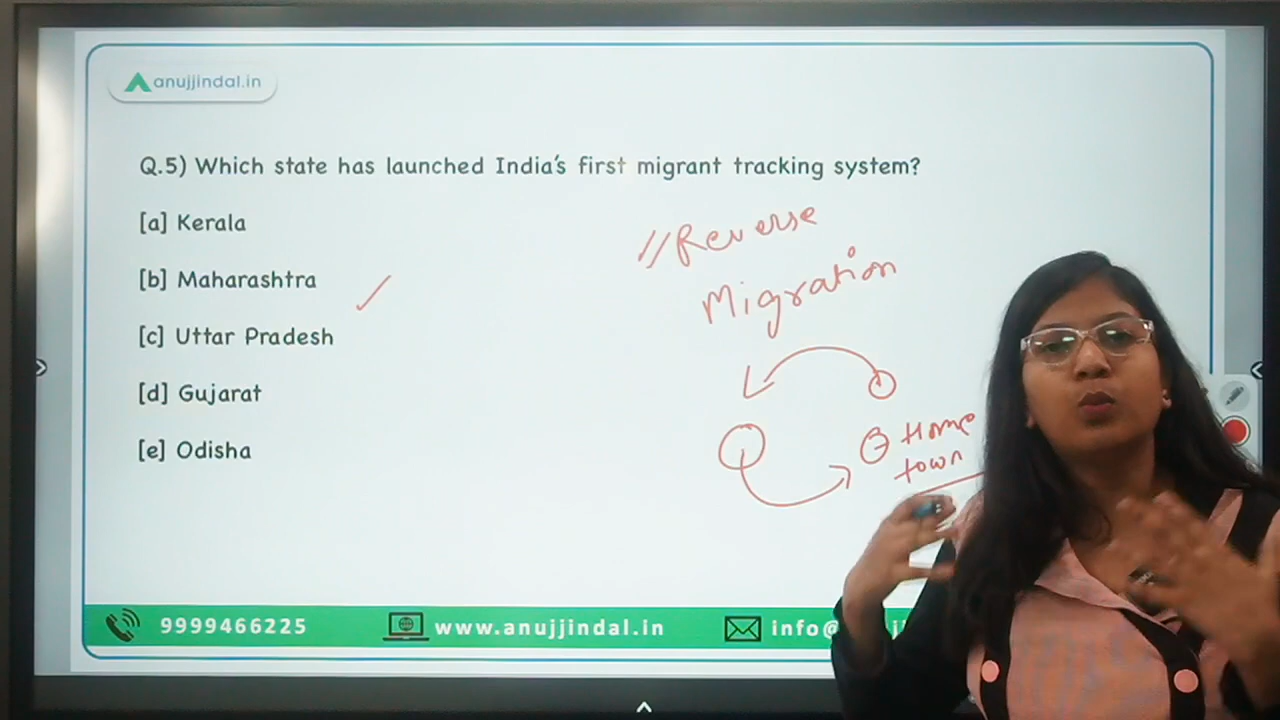 anujjindal.in
Q.5) Which state has launched India's first migrant tracking system?
[a] Kerala
[b] Maharashtra
[c] Uttar Pradesh
[d] Gujarat
[e] Odisha
Reverse
Migration
Home
town
9999466225
www.anujjindal.in
info@